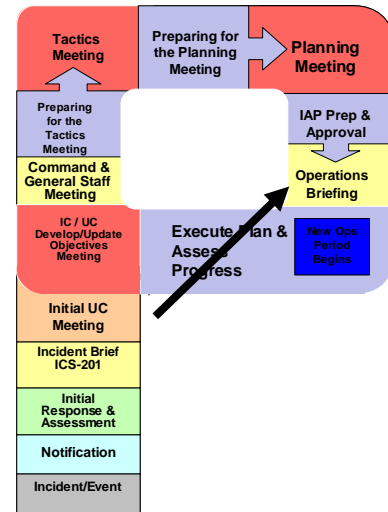 Tactics
Meeting
Preparing for
the Planning
Meeting
Planning
Meeting
Preparing
for the
Tactics
Meeting
IAP Prep &
Approval
Command &
General Staff
Meeting
Operations
Briefing
IC / UC
Develop/Update
Objectives
Meeting
Execute Plan &
Assess
Progress
New Ops
Period
Begins
Initial UC
Meeting
Incident Brief
ICS-201
Initial
Response &
Assessment
Notification
Incident/Event